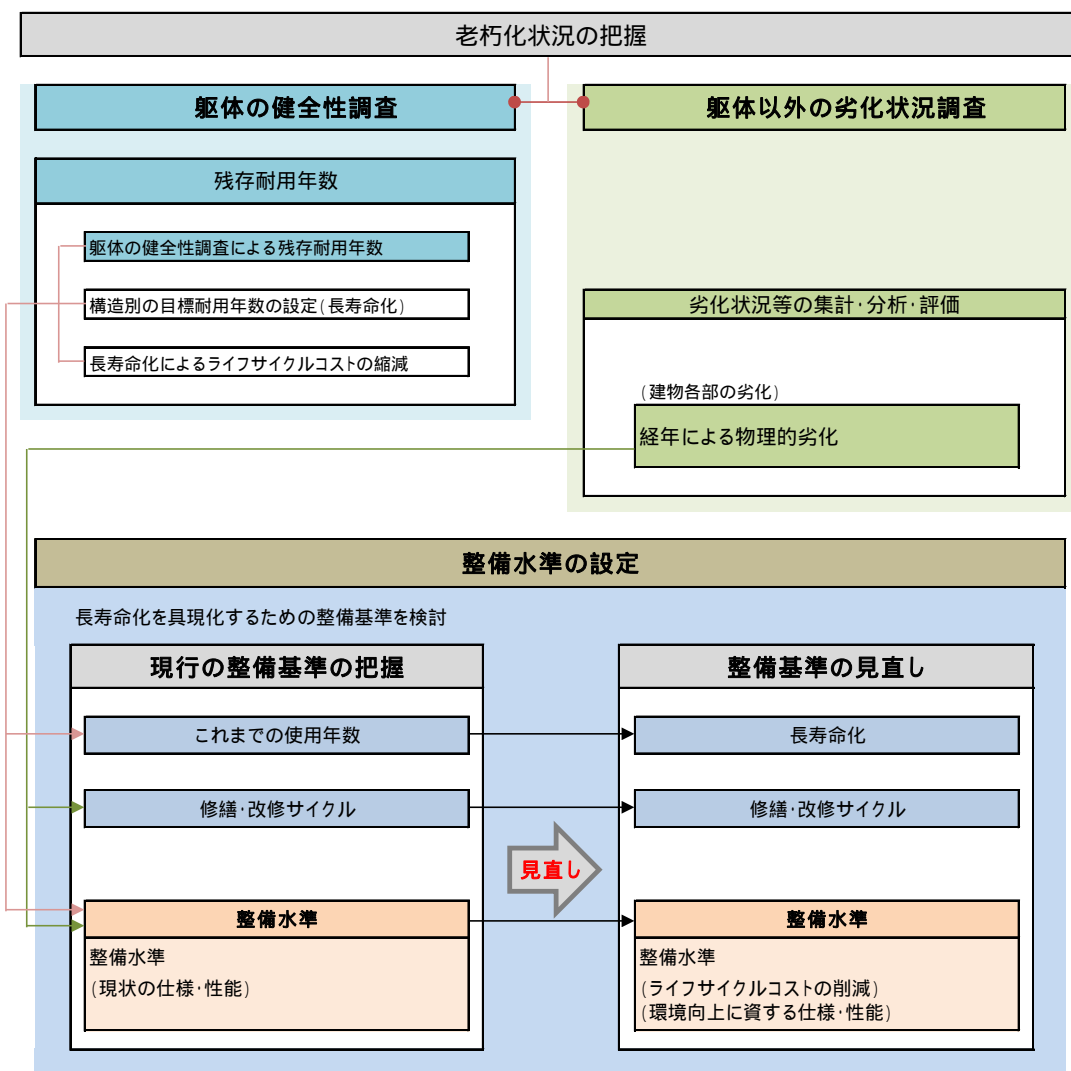 老朽化状況の把握
躯体の健全性調査
躯体以外の劣化状況調査
残存耐用年数
躯体の健全性調査による残存耐用年数
構造別の目標耐用年数の設定(長寿命化)
長寿命化によるライフサイクルコストの縮減
劣化状況等の集計･分析･評価
(建物各部の劣化)
経年による物理的劣化
整備水準の設定
長寿命化を具現化するための整備基準を検討
現行の整備基準の把握
整備基準の見直し
これまでの使用年数
長寿命化
修繕･改修サイクル
修繕･改修サイクル
見直し
整備水準
整備水準
(現状の仕様･性能)
整備水準
整備水準
(ライフサイクルコストの削減)
(環境向上に資する仕様･性能)